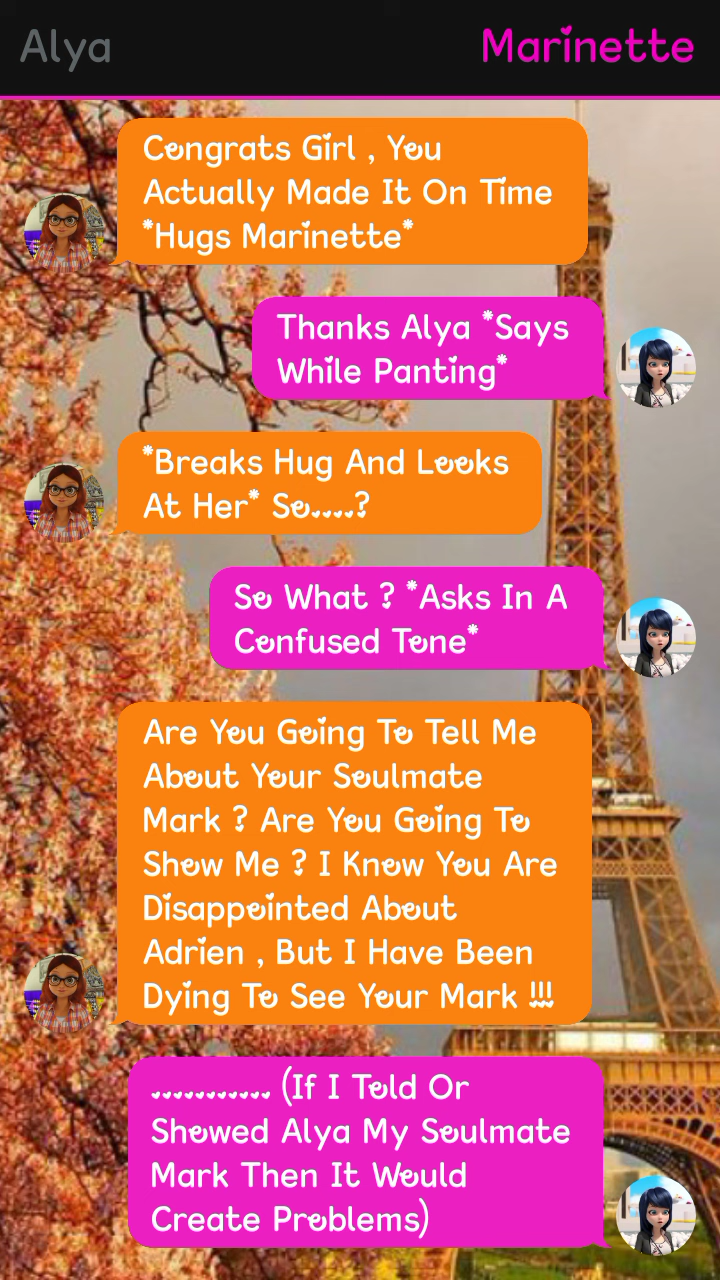 Alya
Marinette
Congrats Girl , You
Actually Made It On Time
*Hugs Marinette*
Thanks Alya *Says
While Panting*
*Breaks Hug And Looks
At Her* So....?
So What ? *Asks In A
Confused Tone*
Are You Going To Tell Me
About Your Soulmate
Mark ? Are You Going To
Show Me ? I Know You Are
Disappointed About
Adrien , But I Have Been
Dying To See Your Mark !!!
........... (If I Told Or
Showed Alya My Soulmate
Mark Then It Would
Create Problems)